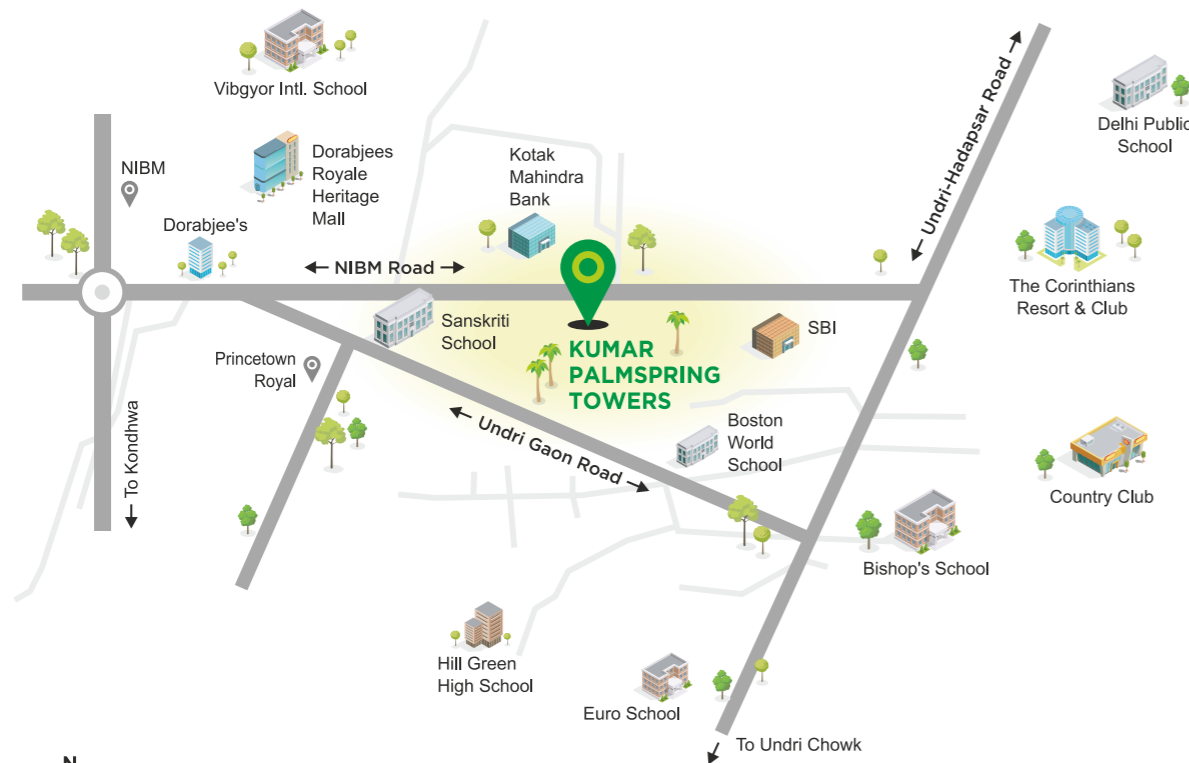 Vibgyor Intl. School
Undri-Hadapsar Road
Delhi Public
School
NIBM
Dorabjees
Royale
Heritage
Mall
Kotak
Mahindra
Bank
Dorabjee's
NIBM Road
The Corinthians
Resort & Club
Sanskriti
School
SBI
KUMAR
PALMSPRING
TOWERS
Princetown
Royal
To Kondhwa
Undri Gaon Road
Boston
World
School
Country Club
Bishop's School
Hill Green
High School
Euro School
To Undri Chowk
N